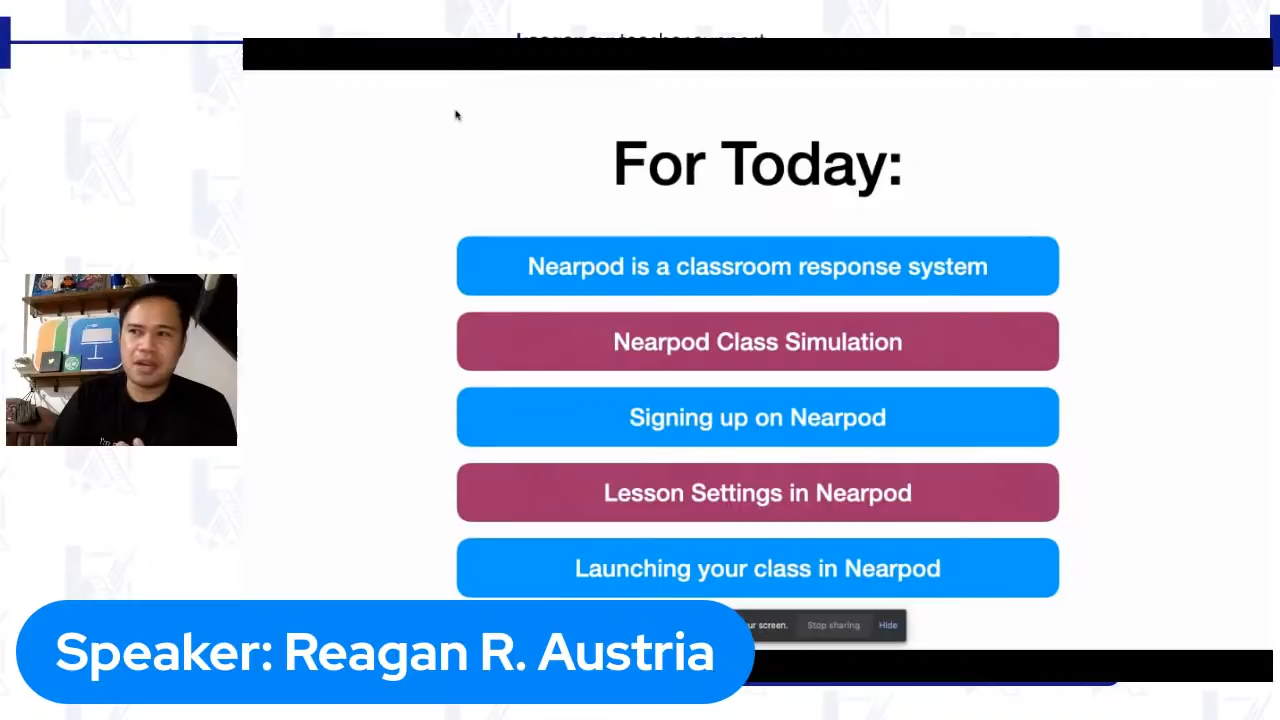 For Today:
Nearpod is a classroom response system
Nearpod Class Simulation
Signing up on Nearpod
Lesson Settings in Nearpod
Launching your class in Nearpod
screen. Stop sharing Hide
Speaker: Reagan R. Austria